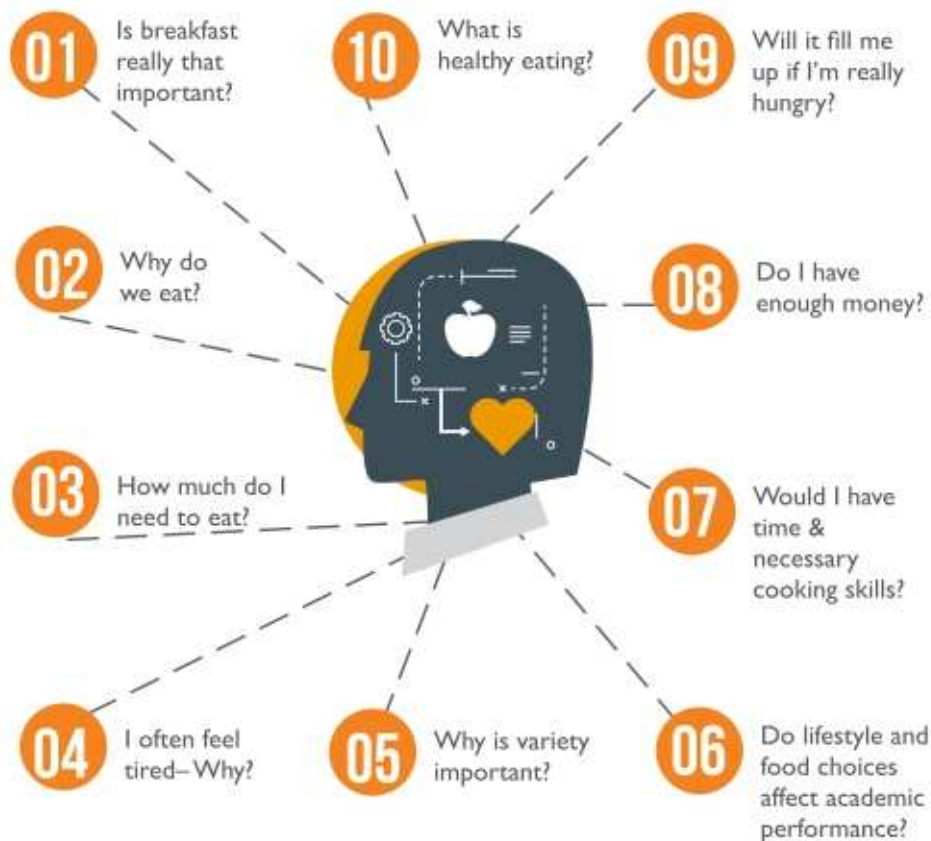 01
Is breakfast
really that
important?
10
What is
healthy eating?
09
Will it fill me
up if I'm really
hungry?
02
Why do
we eat?
08
Do I have
enough money?
03
How much do I
need to eat?
07
Would I have
time &
necessary
cooking skills?
04
I often feel
tired–Why?
05
Why is variety
important?
06
Do lifestyle and
food choices
affect academic
performance?